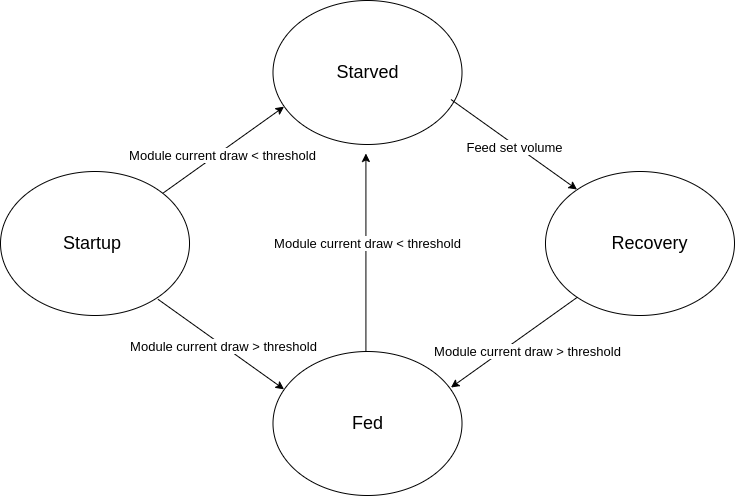 Starved
Feed set volume
Module current draw < threshold
Startup
Module current draw < threshold
Recovery
Module current draw > threshold
Module current draw > threshold
Fed